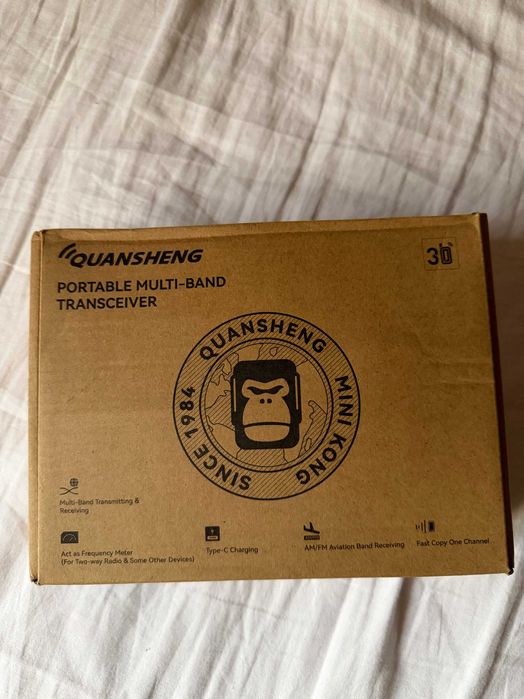 QUANSHENG
PORTABLE MULTI-BAND
TRANSCEIVER
3
QUANSHENG
MINI KONG
SINCE 1984
Multi-Band Transmitting &
Receiving
Act as Frequency Meter
(For Two-way Radio & Some Other Devices)
Type-C Charging
AM/FM Aviation Band Receiving
Fast Copy One Channel